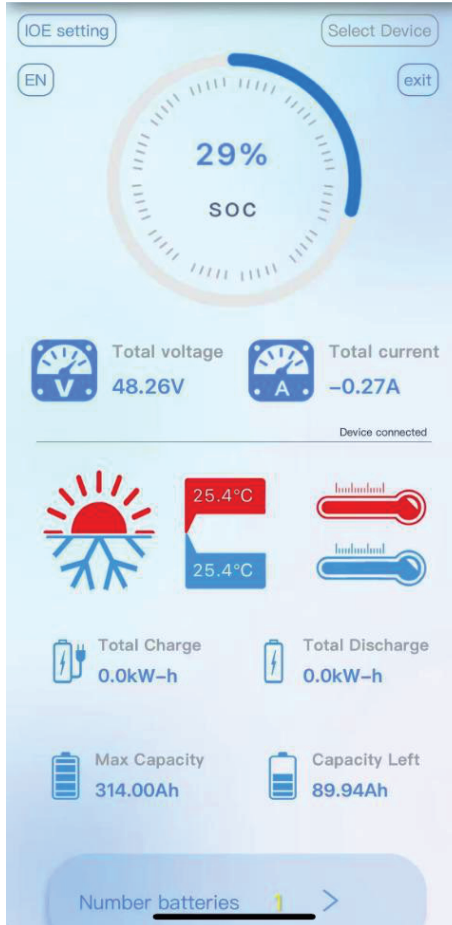 IOE setting
Select Device
EN
exit
29%
SOC
Total voltage
48.26V
Total current
-0.27A
V
A
Device connected
25.4°C
25.4°C
Total Charge
0.0kW-h
Total Discharge
0.0kW-h
Max Capacity
314.00Ah
Capacity Left
89.94Ah
Number batteries 1 >